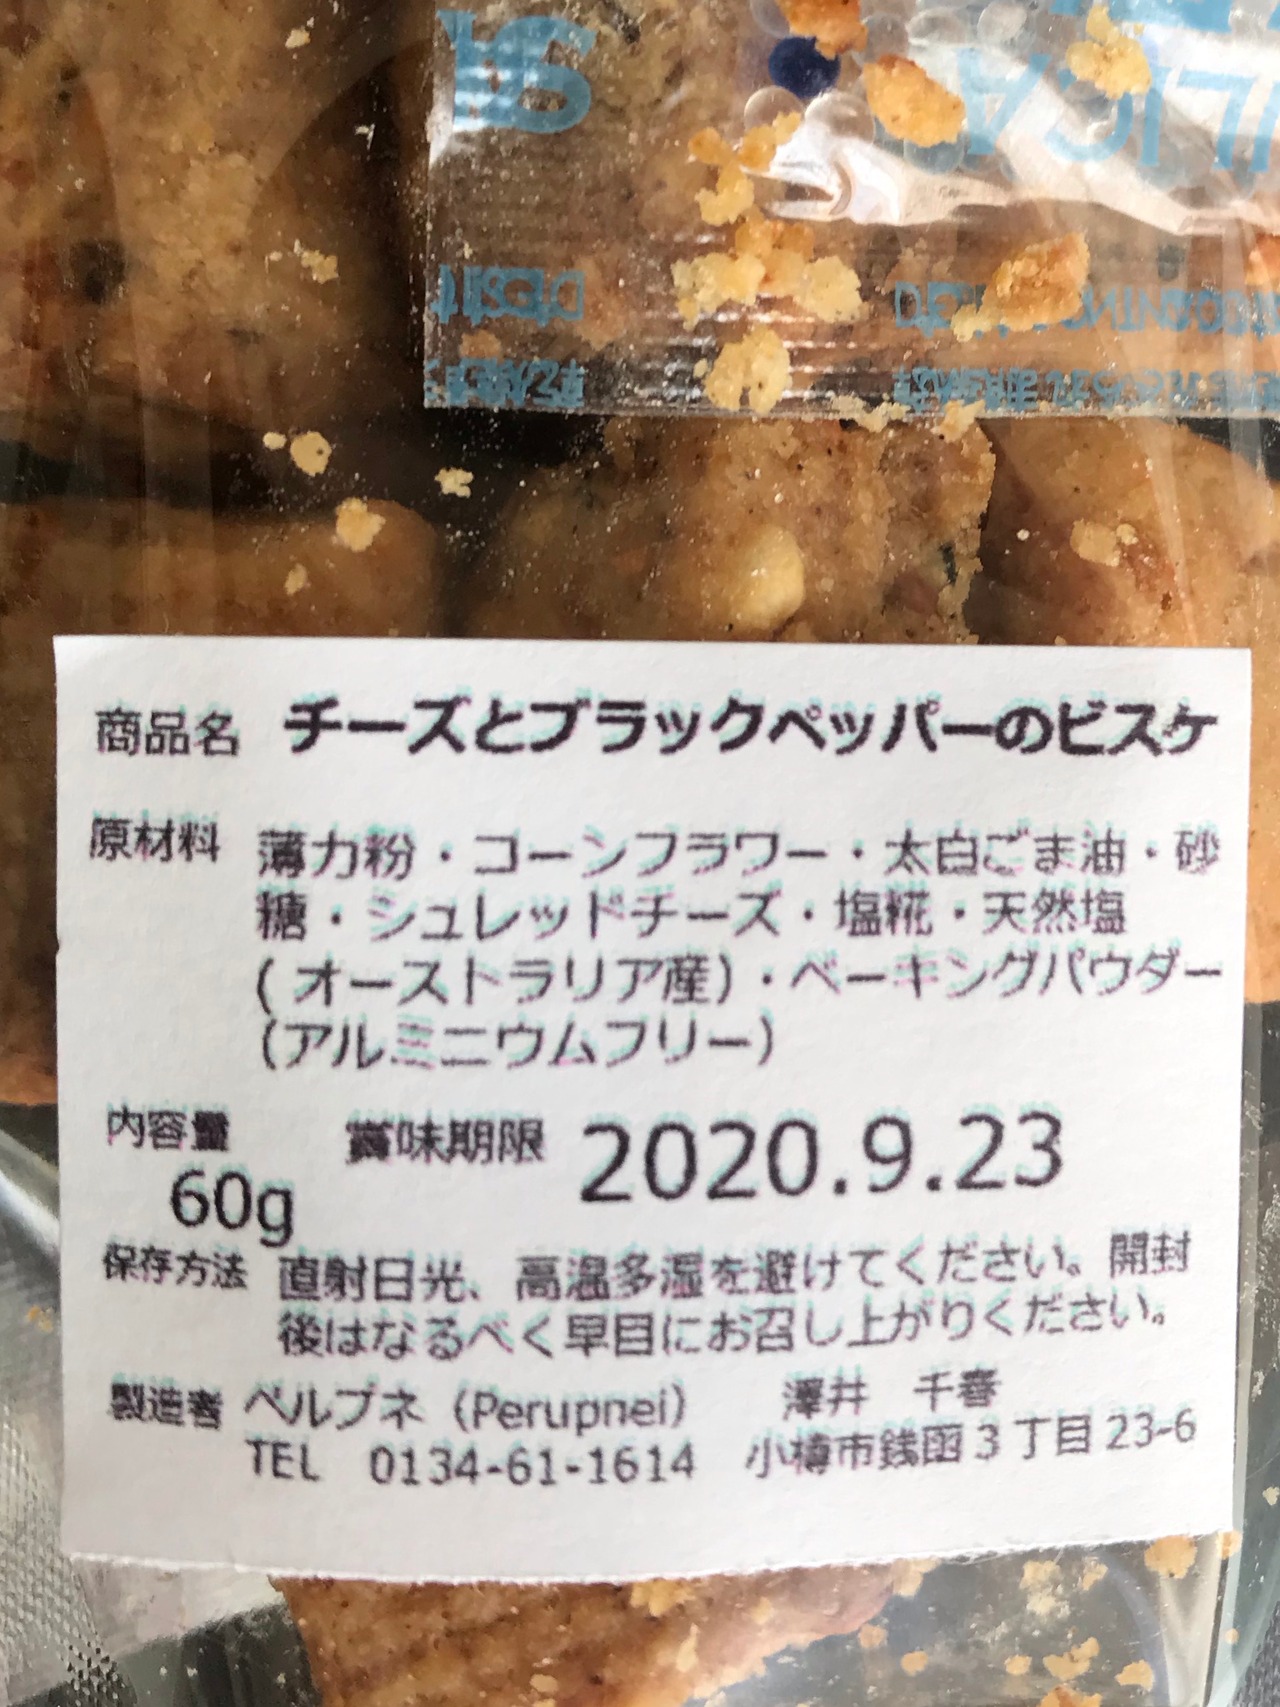 商品名 チーズとブラックペッパーのビスケ
原材料 薄力粉・コーンフラワー・太白ごま油・砂
糖・シュレッドチーズ・塩糀・天然塩
(オーストラリア産)・ベーキングパウダー
(アルミニウムフリー)
内容量 賞味期限 2020.9.23
60g
保存方法 直射日光、高温多湿を避けてください。開封
後はなるべく早目にお召し上がりください。
製造者 ペルプネ (Perupnei) 澤井 千春
TEL 0134-61-1614 小樽市銭函3丁目23-6